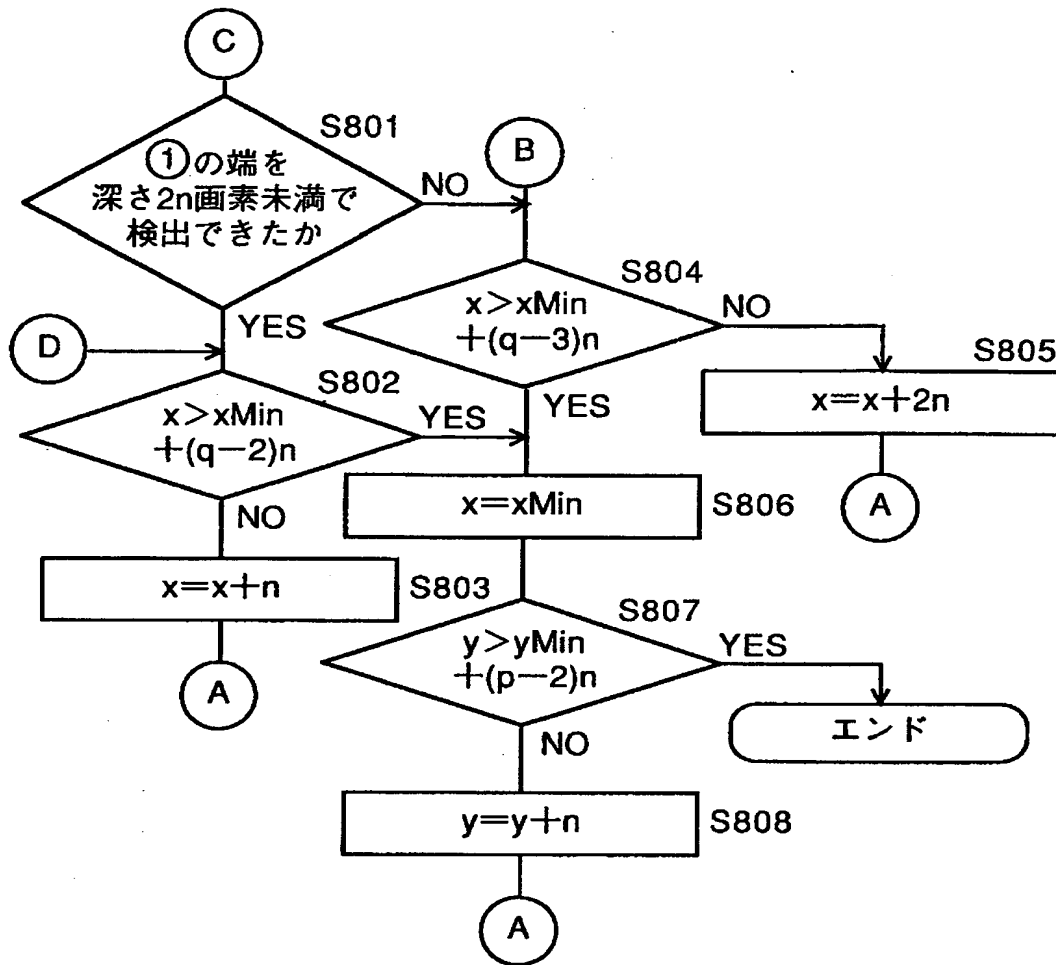 C
S801
①の端を
深さ2n画素未満で
検出できたか
NO
B
YES
D
S804
x>xMin
+(q−3)n
NO
YES
S805
x=x+2n
A
S802
x>xMin
+(q−2)n
YES
NO
x=xMin
S806
x=x+n
S803
A
S807
y>yMin
+(p−2)n
YES
エンド
NO
y=y+n
S808
A